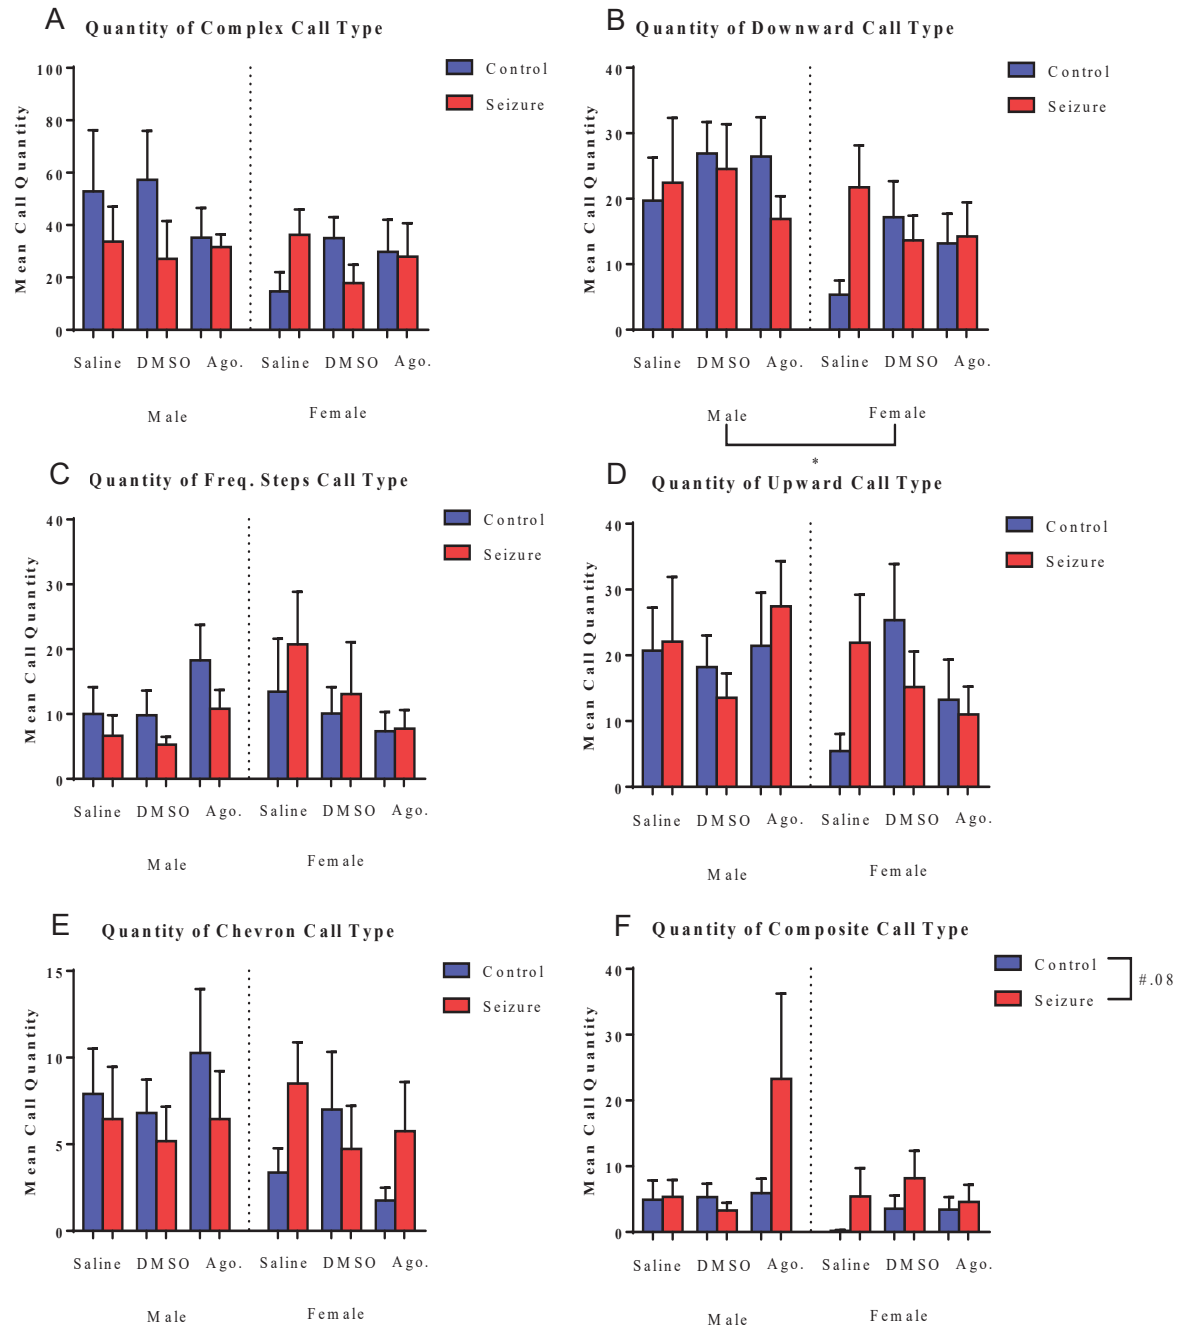 A
Quantity of Complex Call Type
Mean Call Quantity
100
80
60
40
20
0
Control
Seizure
Saline DMSO Ago. Saline DMSO Ago.
Male Female
B
Quantity of Downward Call Type
Mean Call Quantity
40
30
20
10
0
Control
Seizure
Saline DMSO Ago. Saline DMSO Ago.
Male Female
*
C
Quantity of Freq. Steps Call Type
Mean Call Quantity
40
30
20
10
0
Control
Seizure
Saline DMSO Ago. Saline DMSO Ago.
Male Female
D
Quantity of Upward Call Type
Mean Call Quantity
40
30
20
10
0
Control
Seizure
Saline DMSO Ago. Saline DMSO Ago.
Male Female
E
Quantity of Chevron Call Type
Mean Call Quantity
15
10
5
0
Control
Seizure
Saline DMSO Ago. Saline DMSO Ago.
Male Female
F
Quantity of Composite Call Type
Mean Call Quantity
40
30
20
10
0
Control
Seizure
#.08
Saline DMSO Ago. Saline DMSO Ago.
Male Female